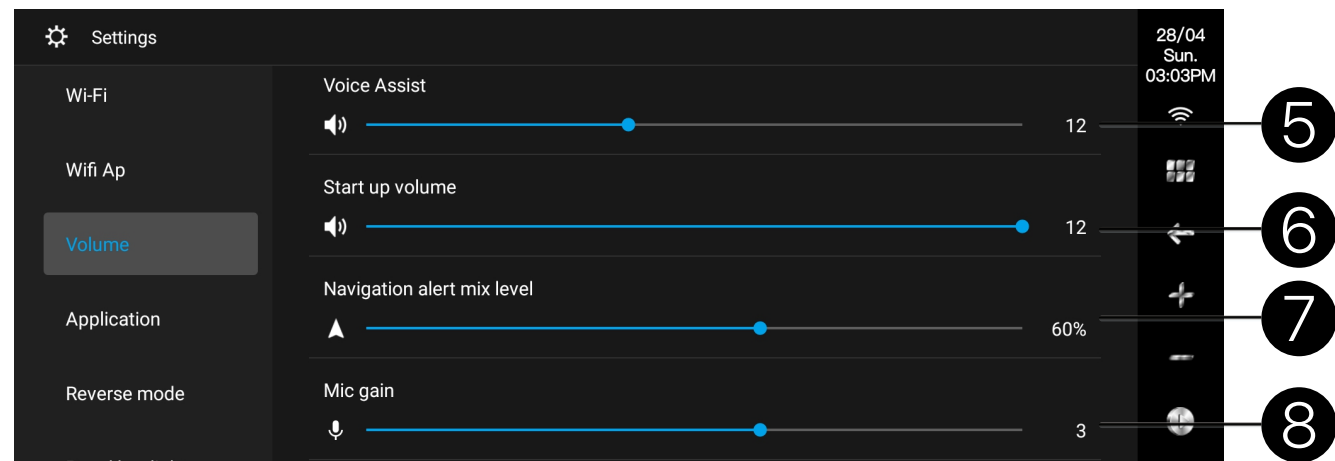 Settings
28/04
Sun.
03:03PM
Wi-Fi
Wifi Ap
Volume
Application
Reverse mode
Voice Assist
12
Start up volume
12
Navigation alert mix level
60%
Mic gain
3
5
6
7
8